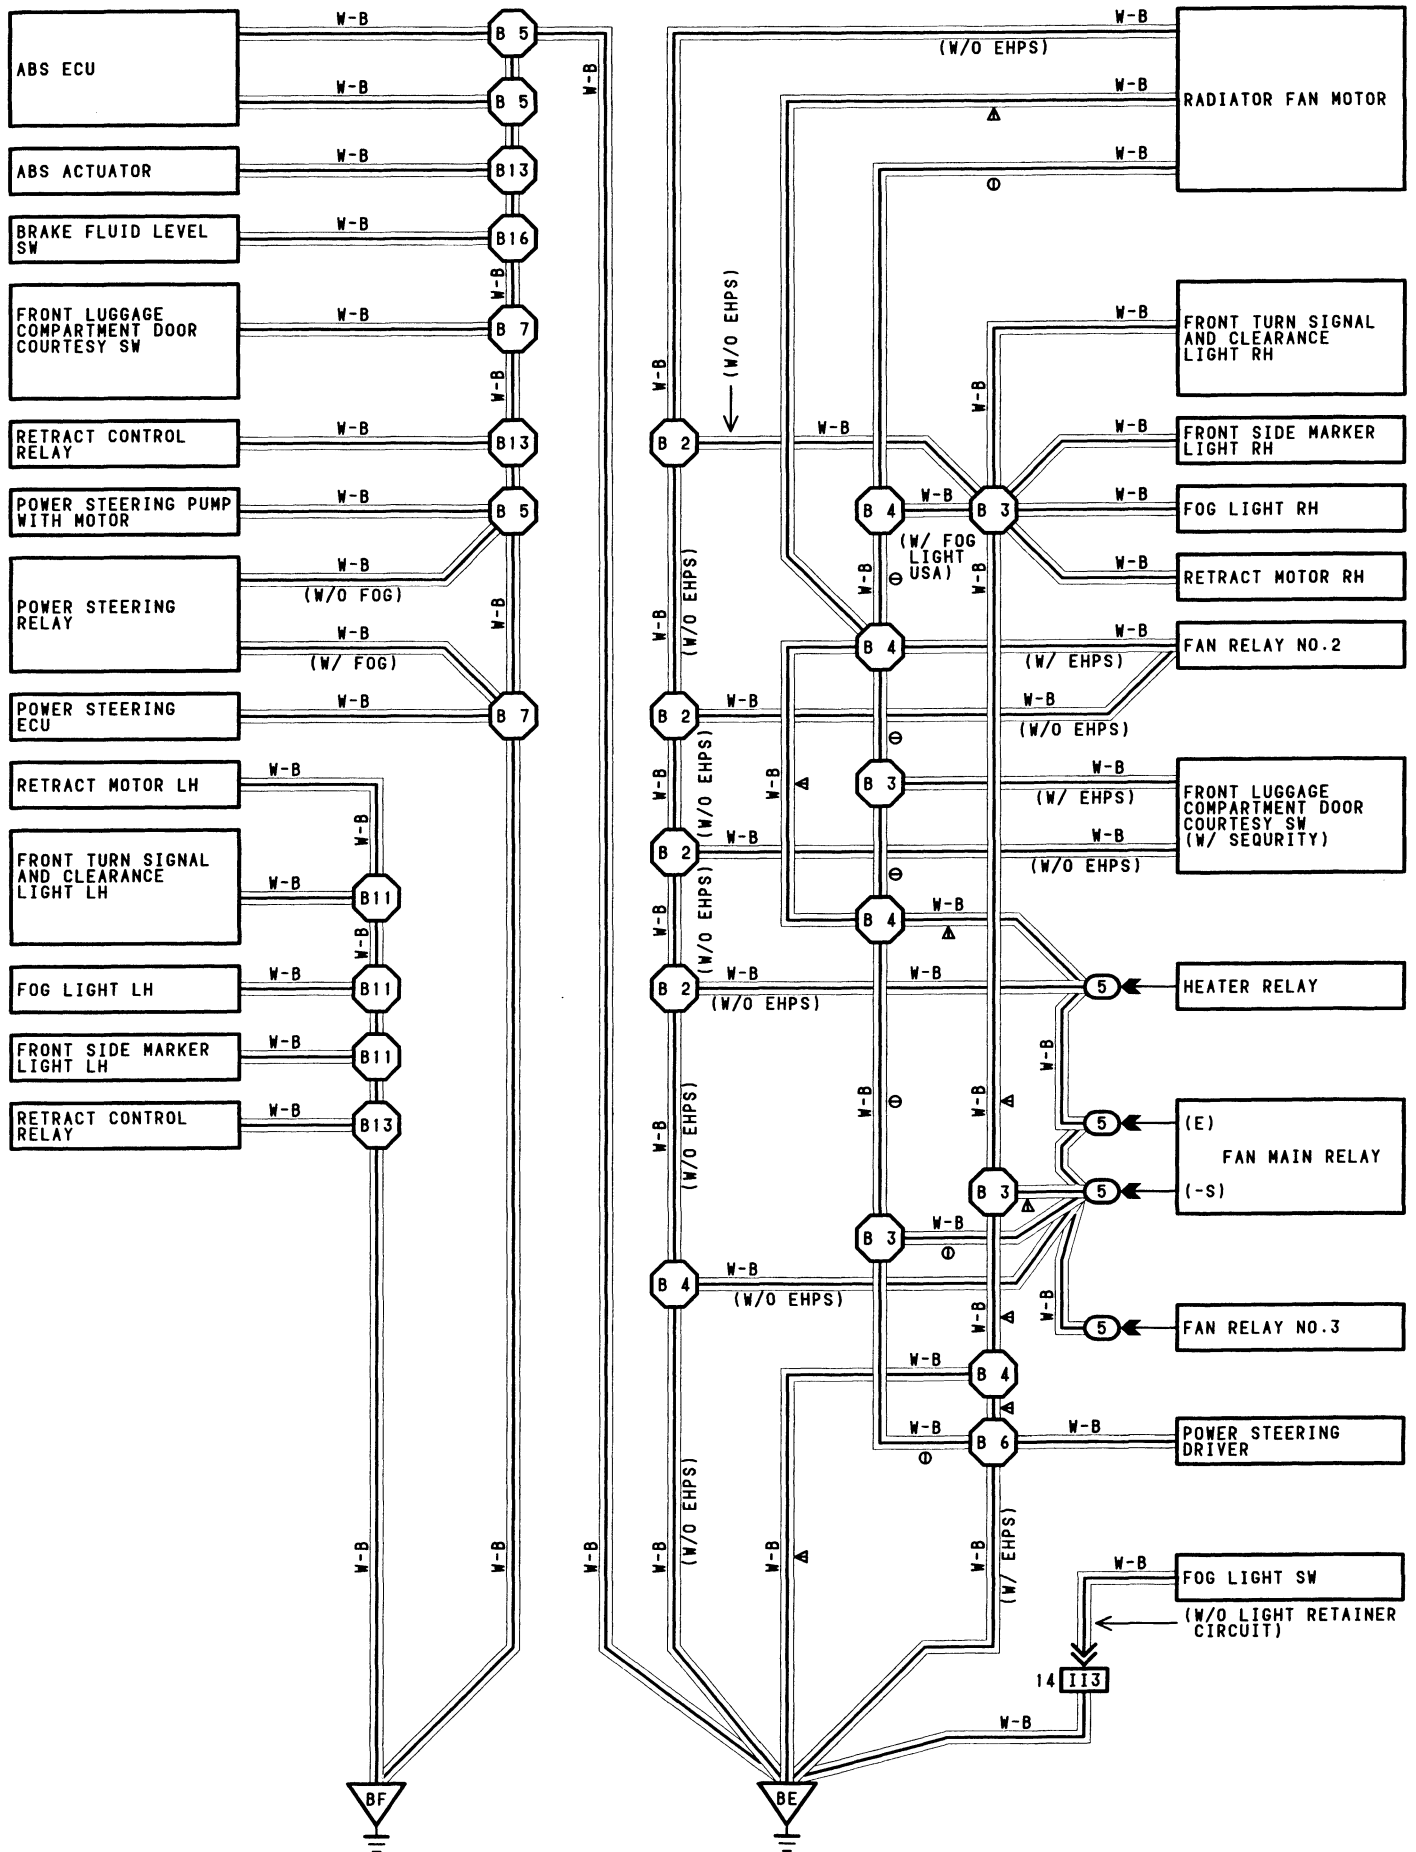 ABS ECU
W-B
B 5
W-B
B 5
W-B
ABS ACTUATOR
W-B
B13
BRAKE FLUID LEVEL
SW
W-B
B16
W-B
FRONT LUGGAGE
COMPARTMENT DOOR
COURTESY SW
W-B
B 7
W-B
RETRACT CONTROL
RELAY
W-B
B13
POWER STEERING PUMP
WITH MOTOR
W-B
B 5
POWER STEERING
RELAY
W-B
(W/O FOG)
W-B
(W/ FOG)
W-B
POWER STEERING
ECU
W-B
B 7
RETRACT MOTOR LH
W-B
W-B
FRONT TURN SIGNAL
AND CLEARANCE
LIGHT LH
W-B
B11
W-B
FOG LIGHT LH
W-B
B11
FRONT SIDE MARKER
LIGHT LH
W-B
B11
RETRACT CONTROL
RELAY
W-B
B13
W-B
W-B
BF
W-B
(W/O EHPS)
W-B
W-B
RADIATOR FAN MOTOR
W-B
(W/O EHPS)
W-B
B 2
W-B
W-B
FRONT TURN SIGNAL
AND CLEARANCE
LIGHT RH
W-B
W-B
FRONT SIDE MARKER
LIGHT RH
B 4
W-B
B 3
W-B
FOG LIGHT RH
(W/ FOG
LIGHT
USA)
W-B
W-B
RETRACT MOTOR RH
W-B
(W/O EHPS)
B 4
W-B
(W/ EHPS)
FAN RELAY NO.2
B 2
W-B
W-B
(W/O EHPS)
W-B
(W/O EHPS)
W-B
B 3
W-B
(W/ EHPS)
FRONT LUGGAGE
COMPARTMENT DOOR
COURTESY SW
(W/ SEQURITY)
B 2
W-B
W-B
(W/O EHPS)
W-B
(W/O EHPS)
B 4
W-B
B 2
W-B
(W/O EHPS)
W-B
5
HEATER RELAY
W-B
W-B
(W/O EHPS)
W-B
W-B
5
(E)
FAN MAIN RELAY
B 3
5
(-S)
B 3
W-B
B 4
W-B
(W/O EHPS)
W-B
W-B
5
FAN RELAY NO.3
W-B
B 4
W-B
B 6
W-B
POWER STEERING
DRIVER
W-B
W-B
(W/O EHPS)
W-B
W-B
(W/ EHPS)
W-B
FOG LIGHT SW
(W/O LIGHT RETAINER
CIRCUIT)
14
II3
W-B
BE